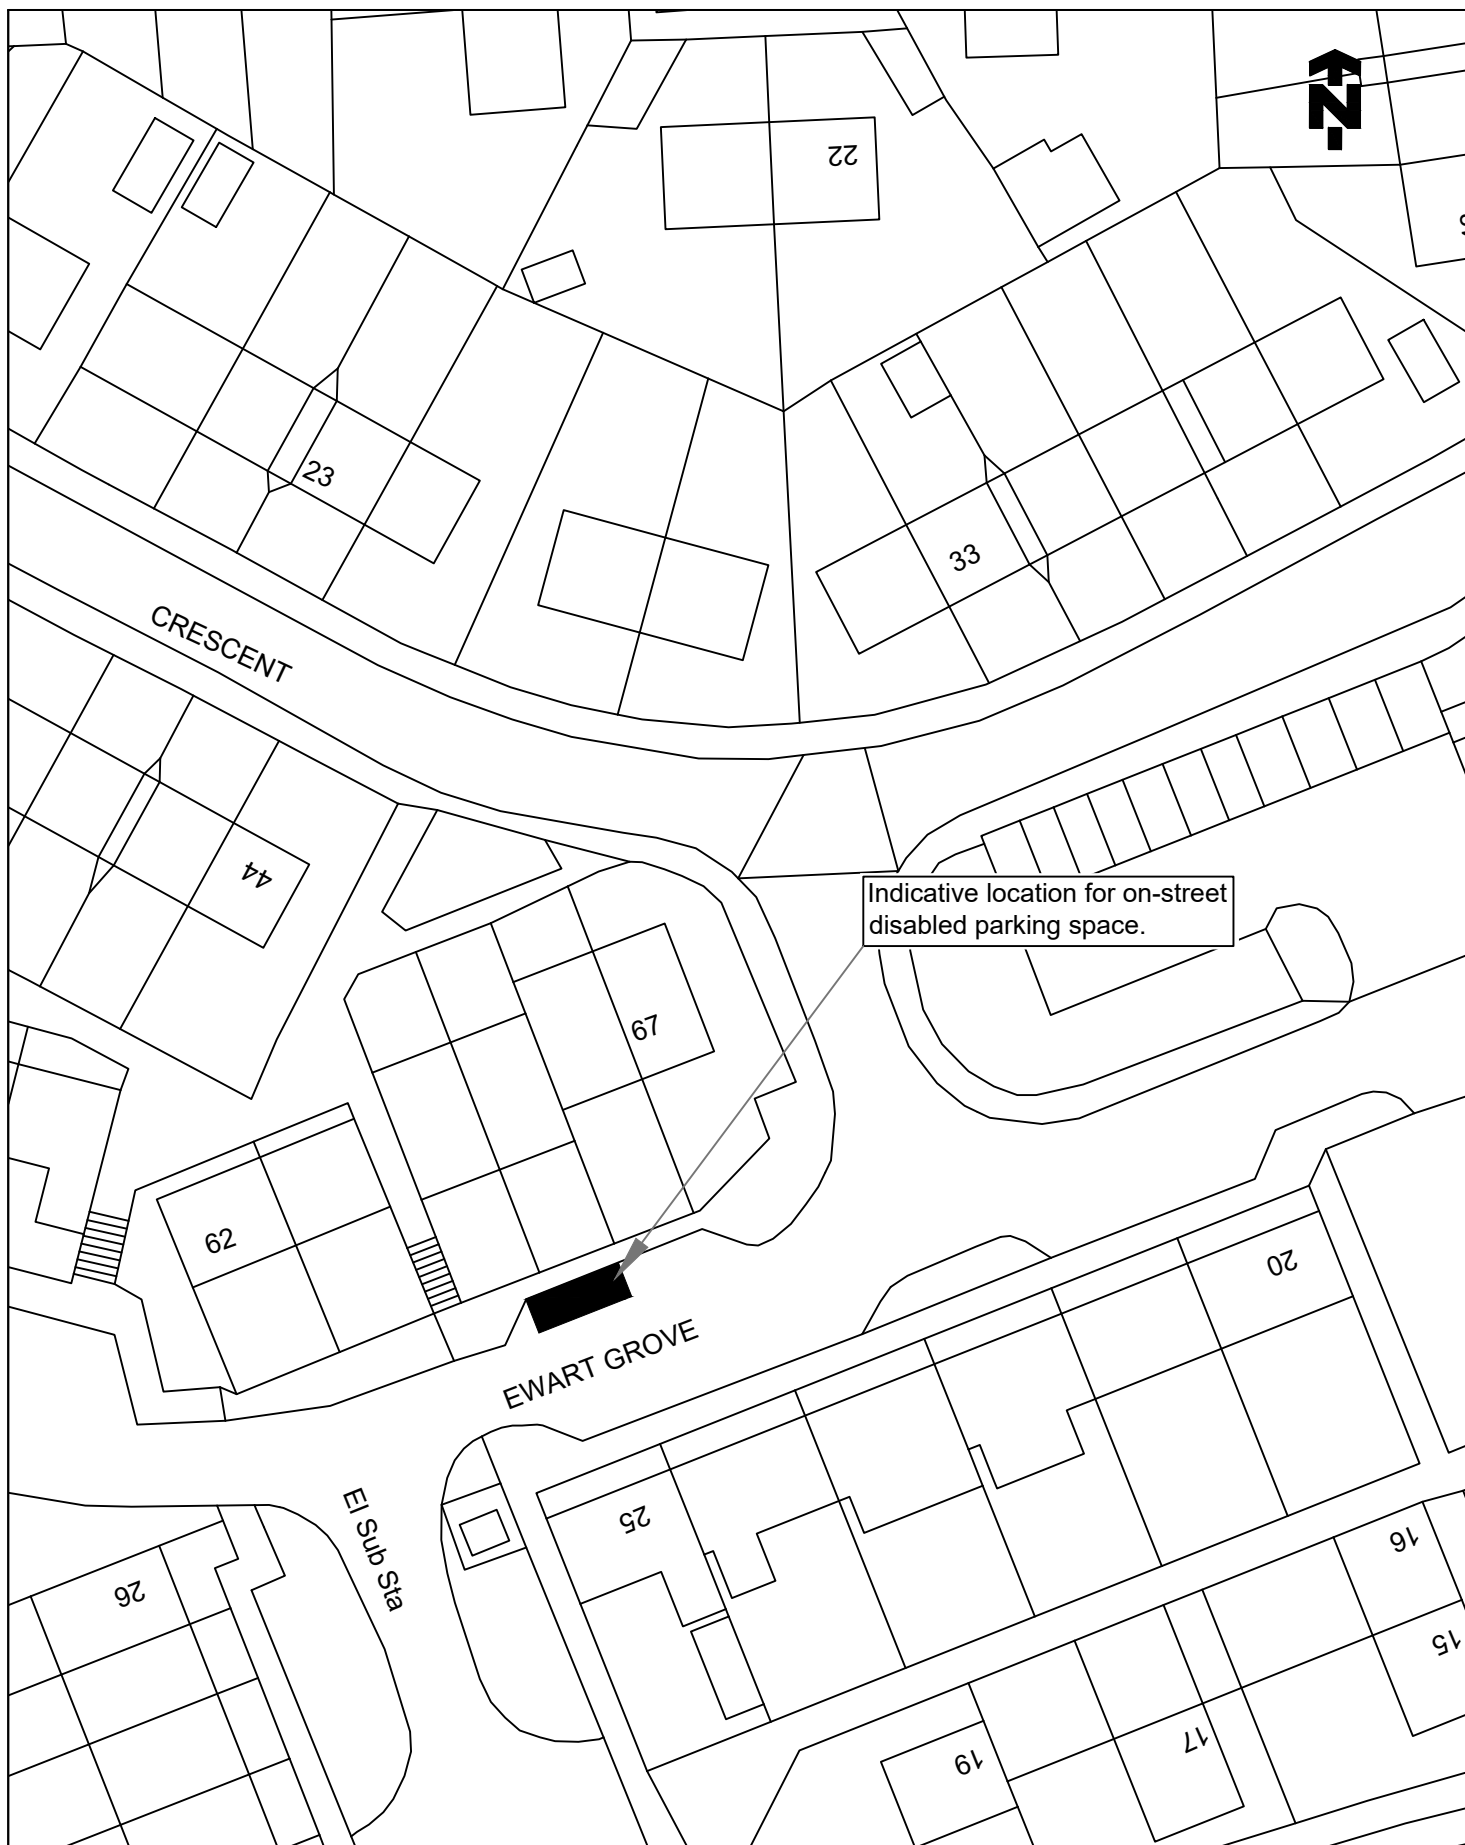 N
22
23
33
CRESCENT
44
Indicative location for on-street
disabled parking space.
67
62
20
EWART GROVE
25
El Sub Sta
26
16
15
17
19